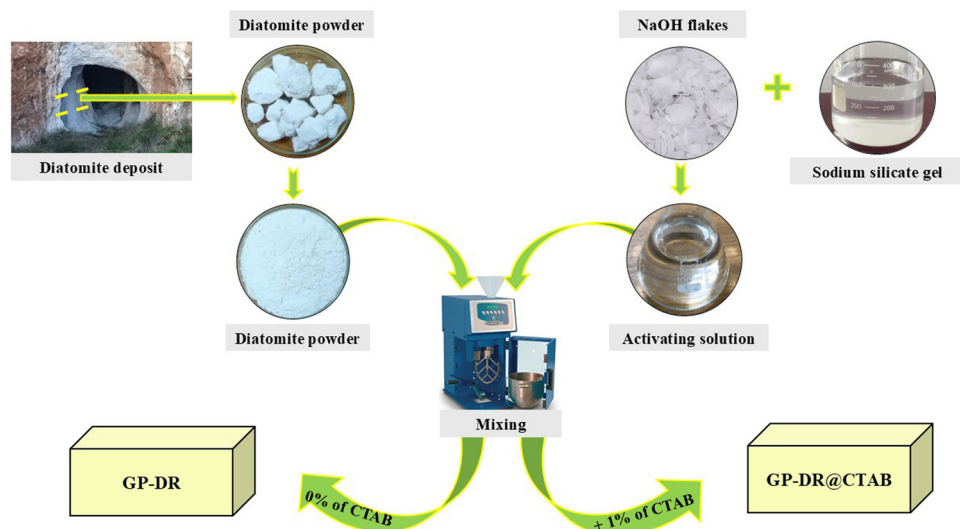 Diatomite powder
NaOH flakes
Diatomite deposit
Sodium silicate gel
Diatomite powder
Activating solution
Mixing
GP-DR
0% of CTAB
+ 1% of CTAB
GP-DR@CTAB